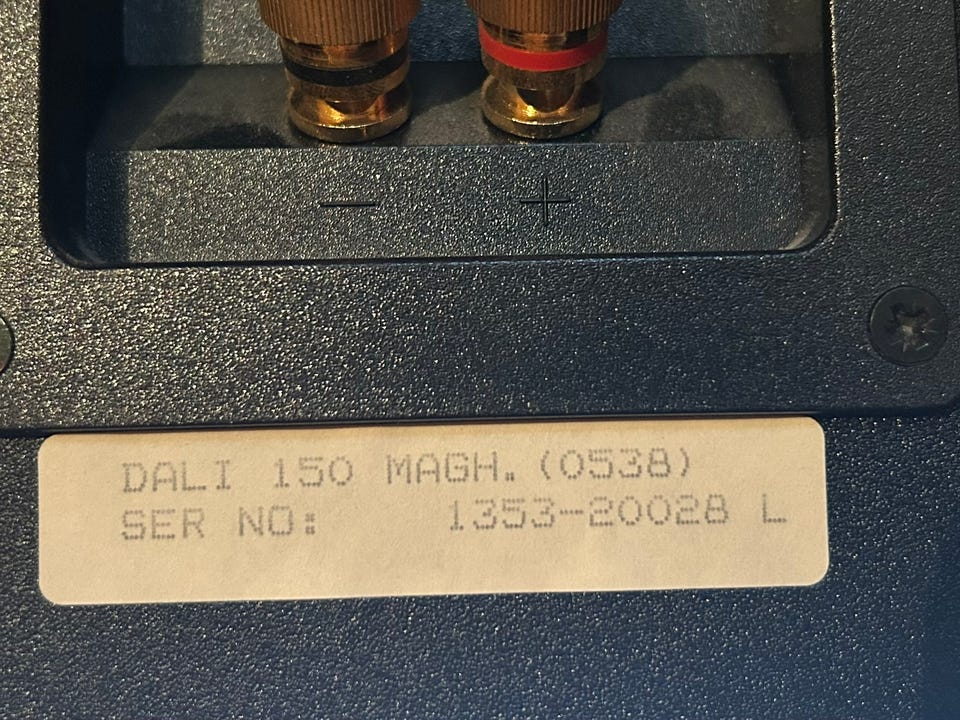 − +
DALI 150 MAGH. (0538)
SER NO: 1353-20028 L